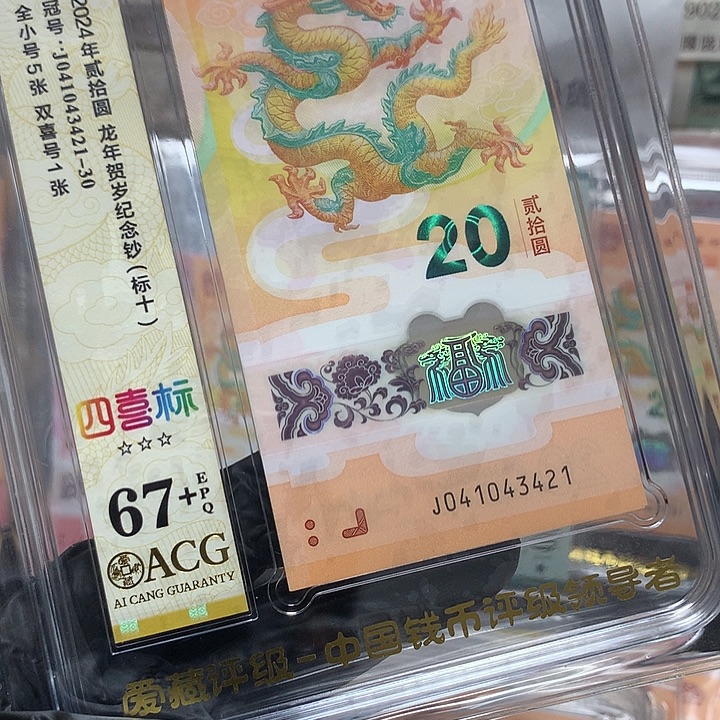 2024年贰拾圆 龙年贺岁纪念钞(标十)
冠号:J041043421-30
全小号5张 双喜号1张
四喜标
☆☆☆
67+EPQ
ACG
AI CANG GUARANTY
20
贰拾圆
福
J041043421
爱藏评级-中国钱币评级领导者
902